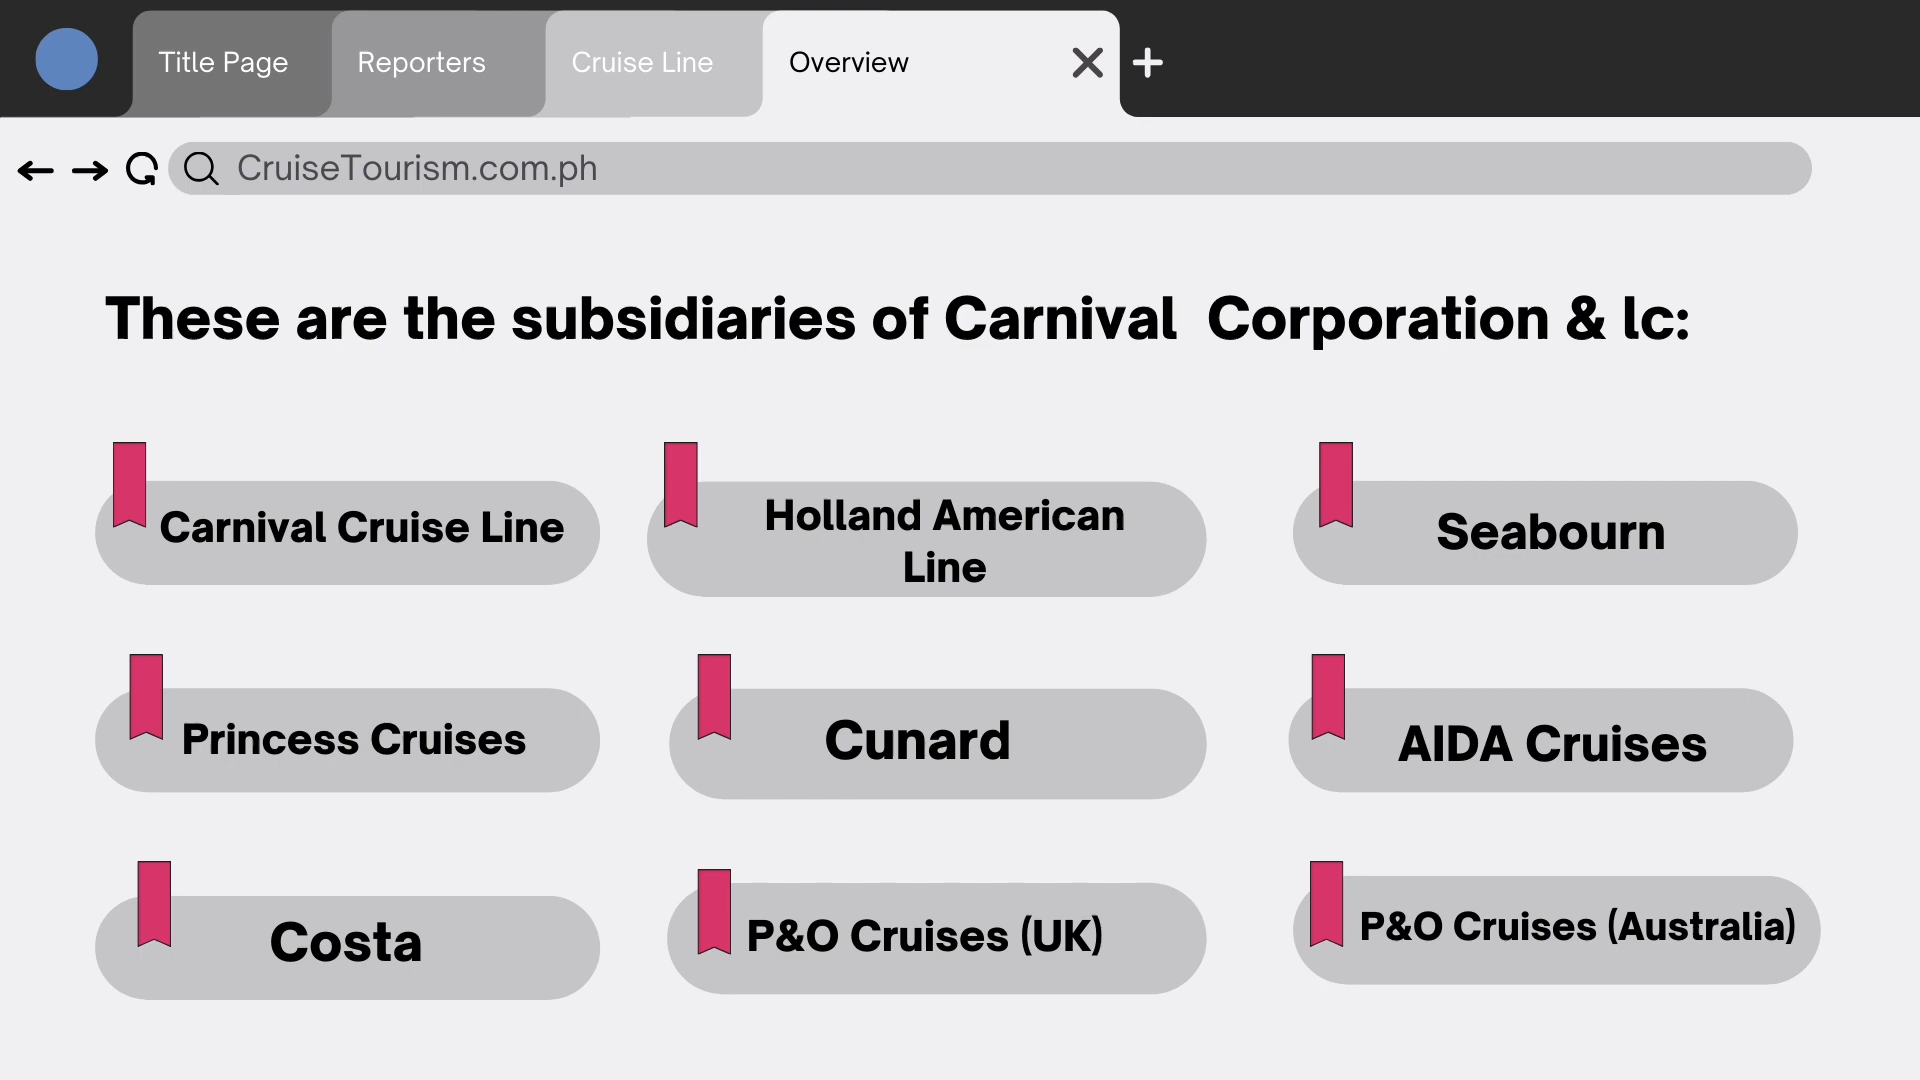 Title Page
Reporters
Cruise Line
Overview
CruiseTourism.com.ph
These are the subsidiaries of Carnival  Corporation & lc:
Carnival Cruise Line
Holland American
Line
Seabourn
Princess Cruises
Cunard
AIDA Cruises
Costa
P&O Cruises (UK)
P&O Cruises (Australia)